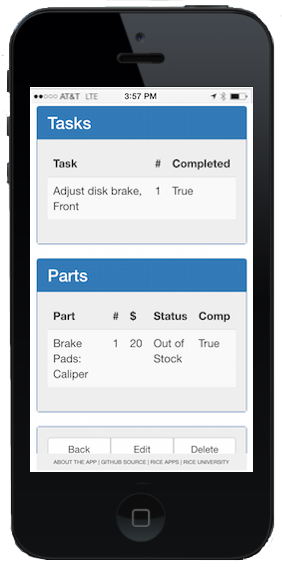 AT&T LTE 3:57 PM
Tasks
Task # Completed
Adjust disk brake, 1 True
Front
Parts
Part # $ Status Comp
Brake 1 20 Out of True
Pads: Stock
Caliper
Back Edit Delete
ABOUT THE APP | GITHUB SOURCE | RICE APPS | RICE UNIVERSITY